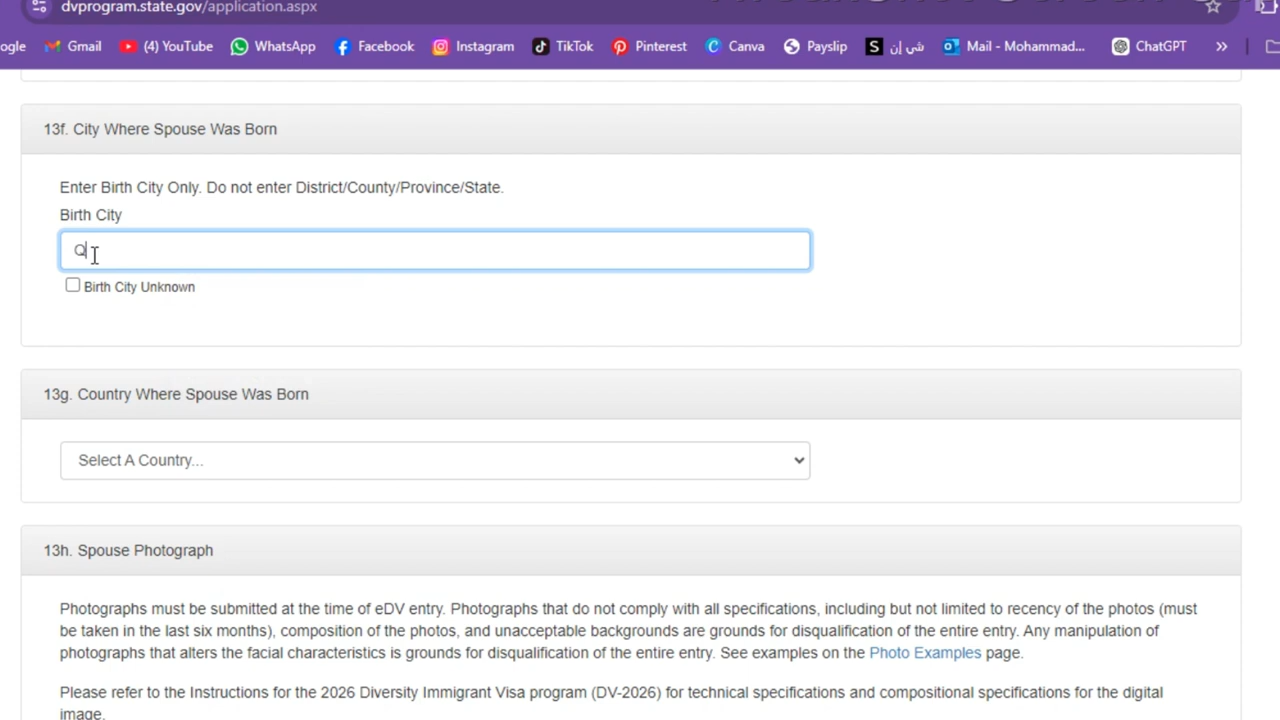 dvprogram.state.gov/application.aspx
ogle Gmail (4) YouTube WhatsApp Facebook Instagram TikTok Pinterest Canva Payslip S شي إن Mail - Mohammad... ChatGPT »
13f. City Where Spouse Was Born
Enter Birth City Only. Do not enter District/County/Province/State.
Birth City
Q
Birth City Unknown
13g. Country Where Spouse Was Born
Select A Country...
13h. Spouse Photograph
Photographs must be submitted at the time of eDV entry. Photographs that do not comply with all specifications, including but not limited to recency of the photos (must
be taken in the last six months), composition of the photos, and unacceptable backgrounds are grounds for disqualification of the entire entry. Any manipulation of
photographs that alters the facial characteristics is grounds for disqualification of the entire entry. See examples on the Photo Examples page.
Please refer to the Instructions for the 2026 Diversity Immigrant Visa program (DV-2026) for technical specifications and compositional specifications for the digital
image.